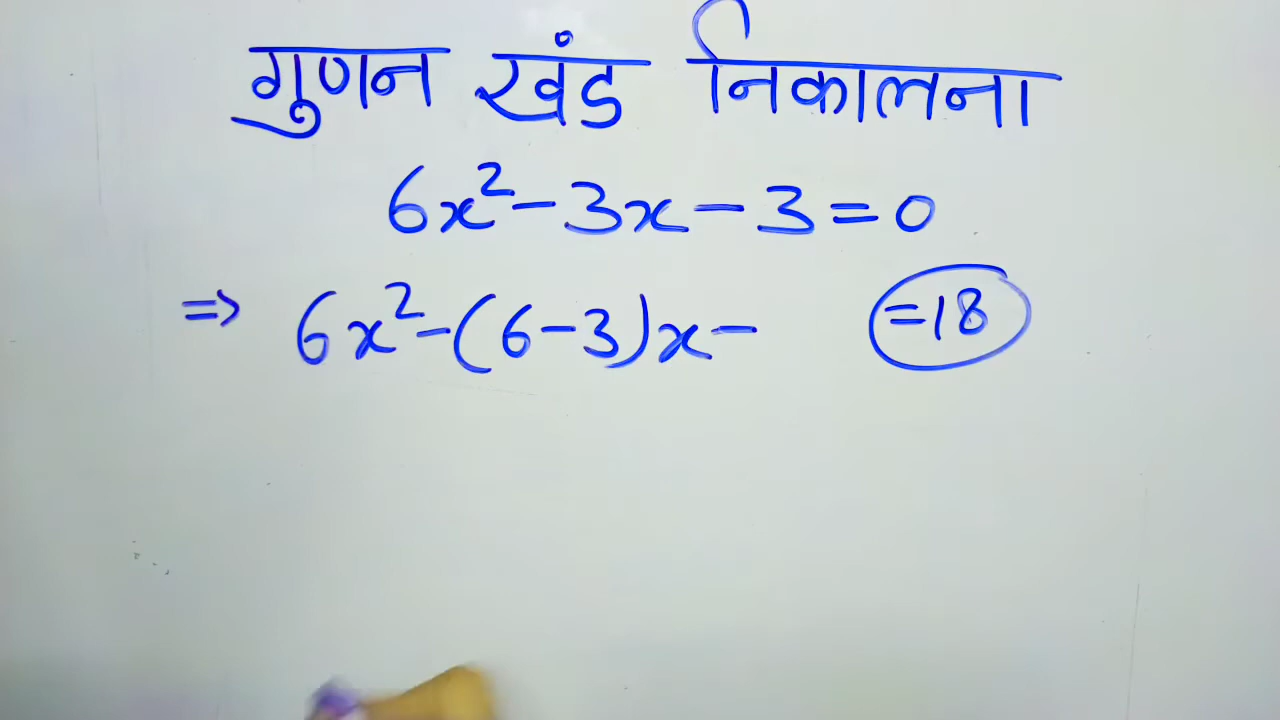 गुणन खंड निकालना
6x² - 3x - 3 = 0
⇒ 6x² - (6 - 3)x - = 18